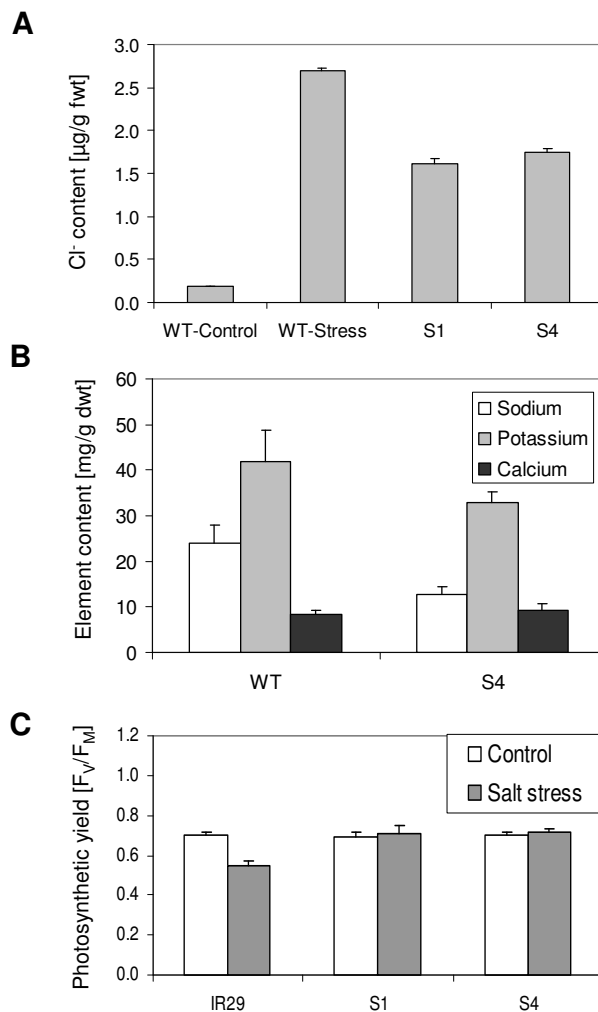 A
Cl⁻ content [µg/g fwt]
3.0
2.5
2.0
1.5
1.0
0.5
0.0
WT-Control WT-Stress S1 S4
B
Element content [mg/g dwt]
60
50
40
30
20
10
0
Sodium
Potassium
Calcium
WT S4
C
Photosynthetic yield [Fᵥ/Fₘ]
1.2
1.0
0.8
0.6
0.4
0.2
0.0
Control
Salt stress
IR29 S1 S4